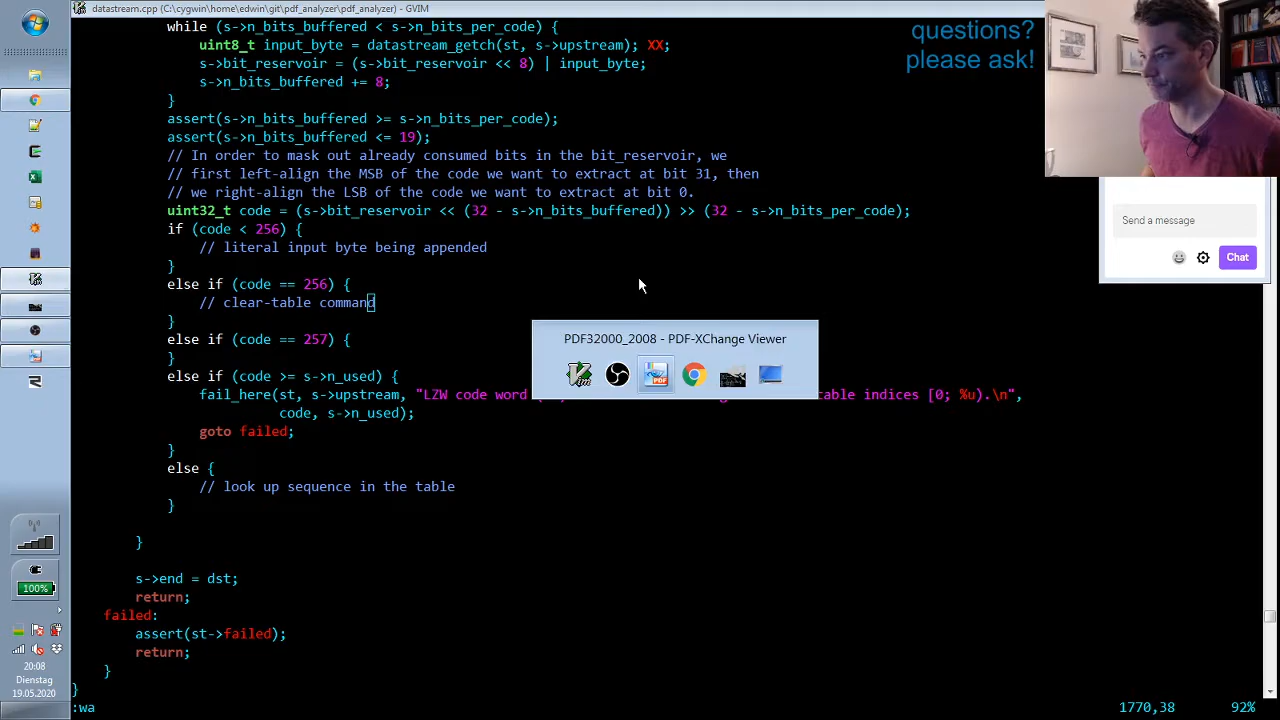 datastream.cpp (C:\cygwin\home\edwin\git\pdf_analyzer\pdf_analyzer) - GVIM
while (s->n_bits_buffered < s->n_bits_per_code) {
uint8_t input_byte = datastream_getch(st, s->upstream); XX;
s->bit_reservoir = (s->bit_reservoir << 8) | input_byte;
s->n_bits_buffered += 8;
}
assert(s->n_bits_buffered >= s->n_bits_per_code);
assert(s->n_bits_buffered <= 19);
// In order to mask out already consumed bits in the bit_reservoir, we
// first left-align the MSB of the code we want to extract at bit 31, then
// we right-align the LSB of the code we want to extract at bit 0.
uint32_t code = (s->bit_reservoir << (32 - s->n_bits_buffered)) >> (32 - s->n_bits_per_code);
if (code < 256) {
// literal input byte being appended
}
else if (code == 256) {
// clear-table command
}
else if (code == 257) {
}
else if (code >= s->n_used) {
fail_here(st, s->upstream, "LZW code word table indices [0; %u).\n",
code, s->n_used);
goto failed;
}
else {
// look up sequence in the table
}
}
s->end = dst;
return;
failed:
assert(st->failed);
return;
}
}
:wa
1770,38
92%
PDF32000_2008 - PDF-XChange Viewer
PDF
questions?
please ask!
Send a message
Chat
100%
20:08
Dienstag
19.05.2020